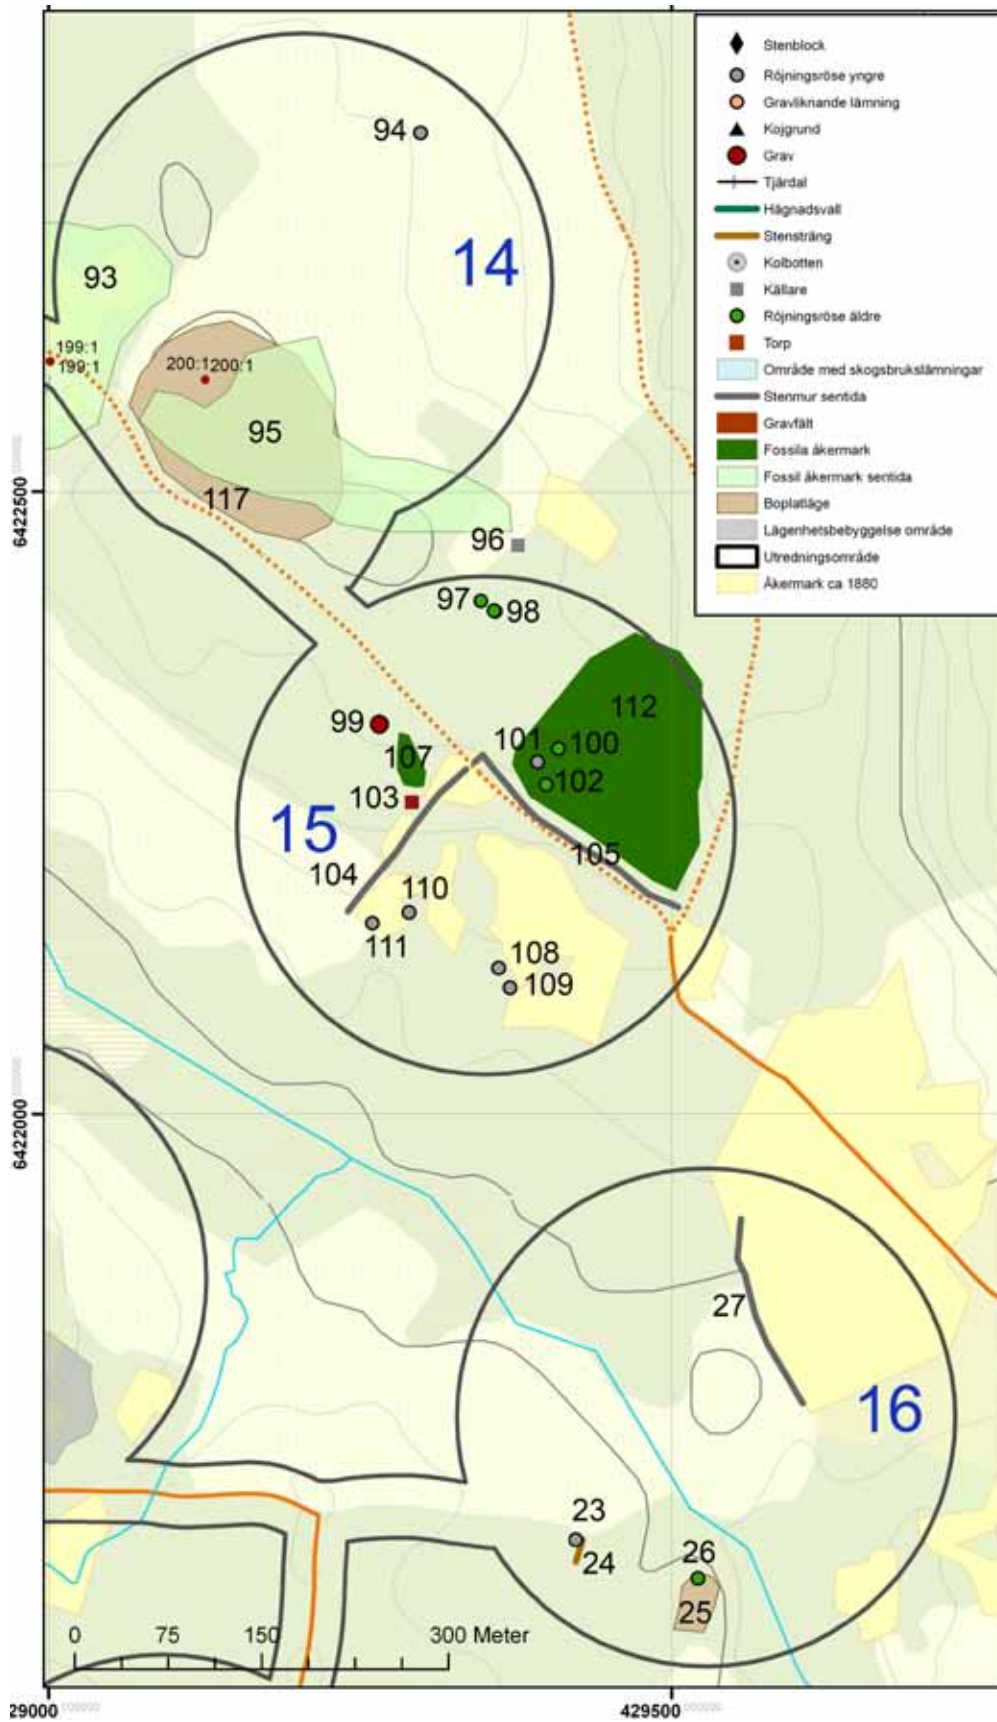 Stenblock
Röjningsröse yngre
Gravliknande lämning
Kojgrund
Grav
Tjärdal
Hägnadsvall
Stensträng
Kolbotten
Källare
Röjningsröse äldre
Torp
Område med skogsbrukslämningar
Stenmur sentida
Gravfält
Fossila åkermark
Fossil åkermark sentida
Boplatläge
Lägenhetsbebyggelse område
Utredningsområde
Åkermark ca 1880
94
14
93
199:1
199:1
200:1
200:1
95
117
6422500
96
97
98
112
99
101
100
107
102
103
15
105
104
110
111
108
109
6422000
27
16
23
24
26
25
0 75 150 300 Meter
29000
429500